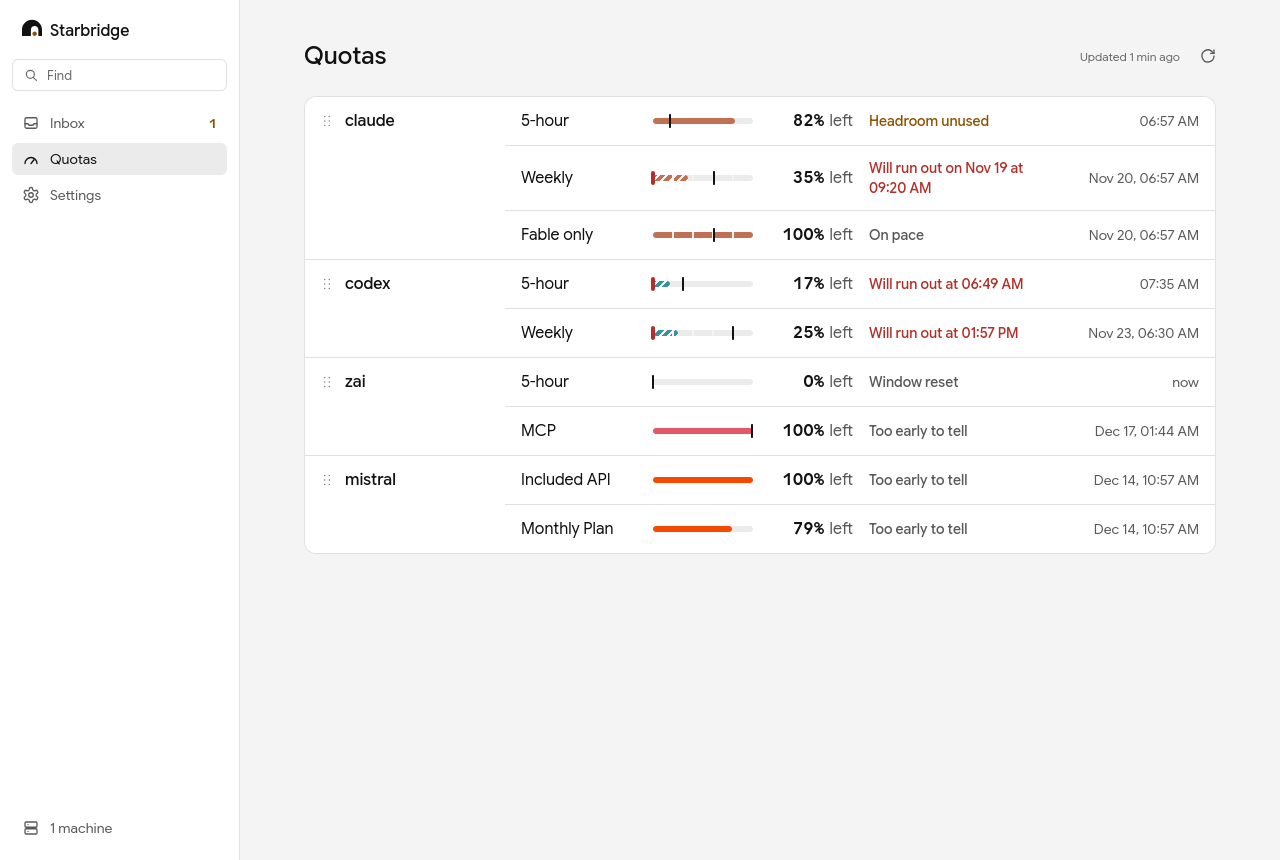 Starbridge
Find
Inbox 1
Quotas
Settings
1 machine
Quotas
Updated 1 min ago
claude 5-hour 82% left Headroom unused 06:57 AM
Weekly 35% left Will run out on Nov 19 at
09:20 AM
Nov 20, 06:57 AM
Fable only 100% left On pace Nov 20, 06:57 AM
codex 5-hour 17% left Will run out at 06:49 AM 07:35 AM
Weekly 25% left Will run out at 01:57 PM Nov 23, 06:30 AM
zai 5-hour 0% left Window reset now
MCP 100% left Too early to tell Dec 17, 01:44 AM
mistral Included API 100% left Too early to tell Dec 14, 10:57 AM
Monthly Plan 79% left Too early to tell Dec 14, 10:57 AM